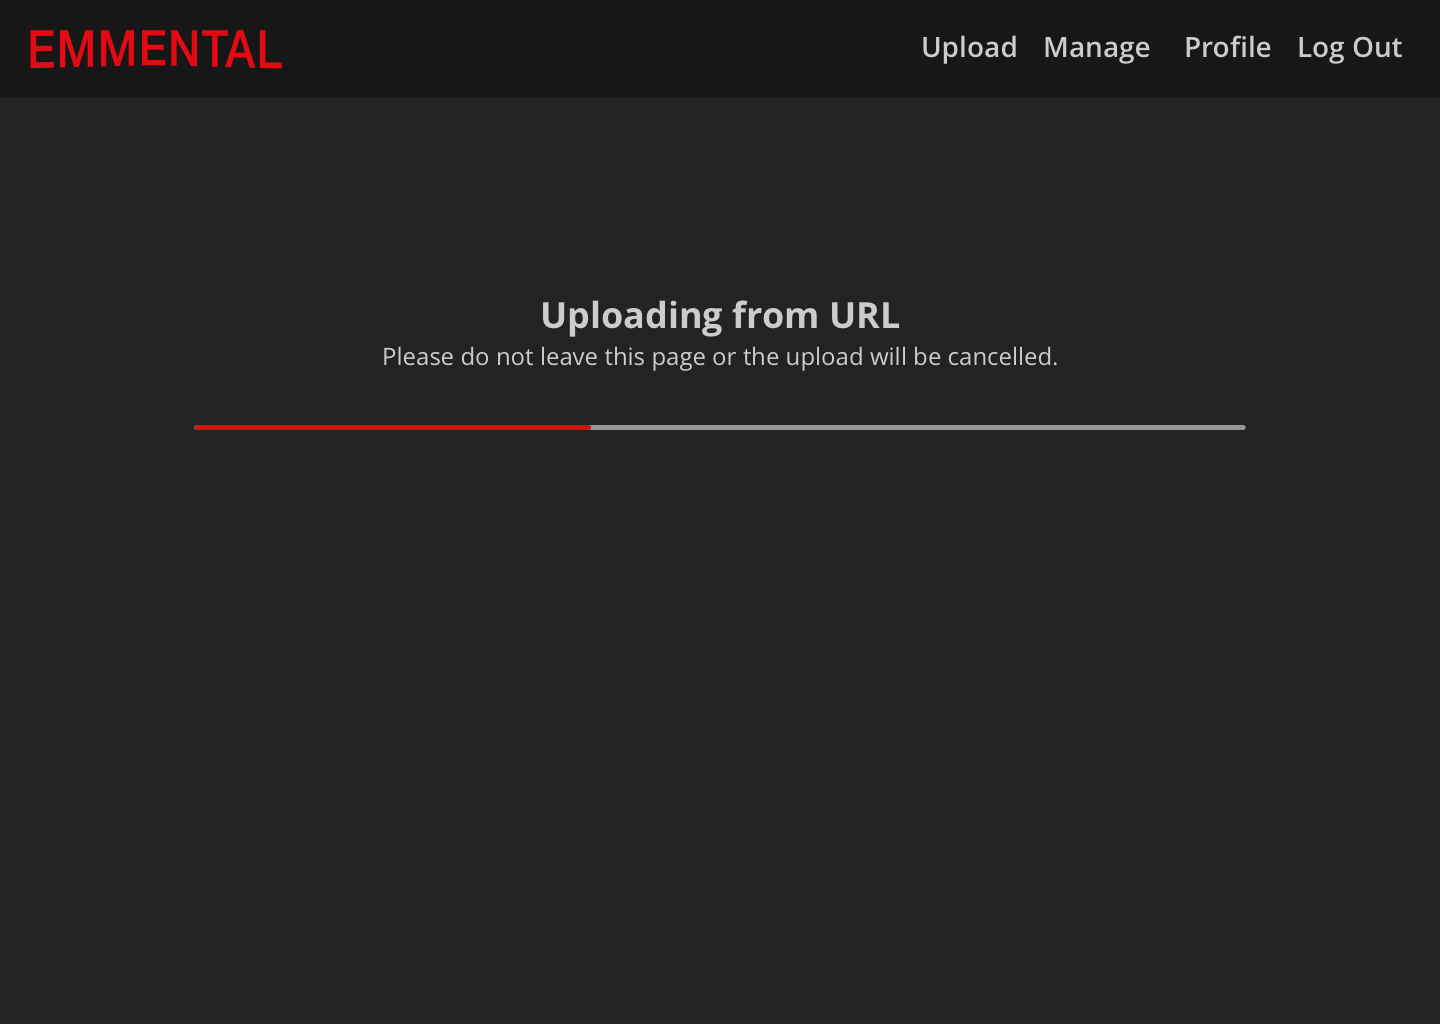 EMMENTAL
Upload Manage Profile Log Out
Uploading from URL
Please do not leave this page or the upload will be cancelled.